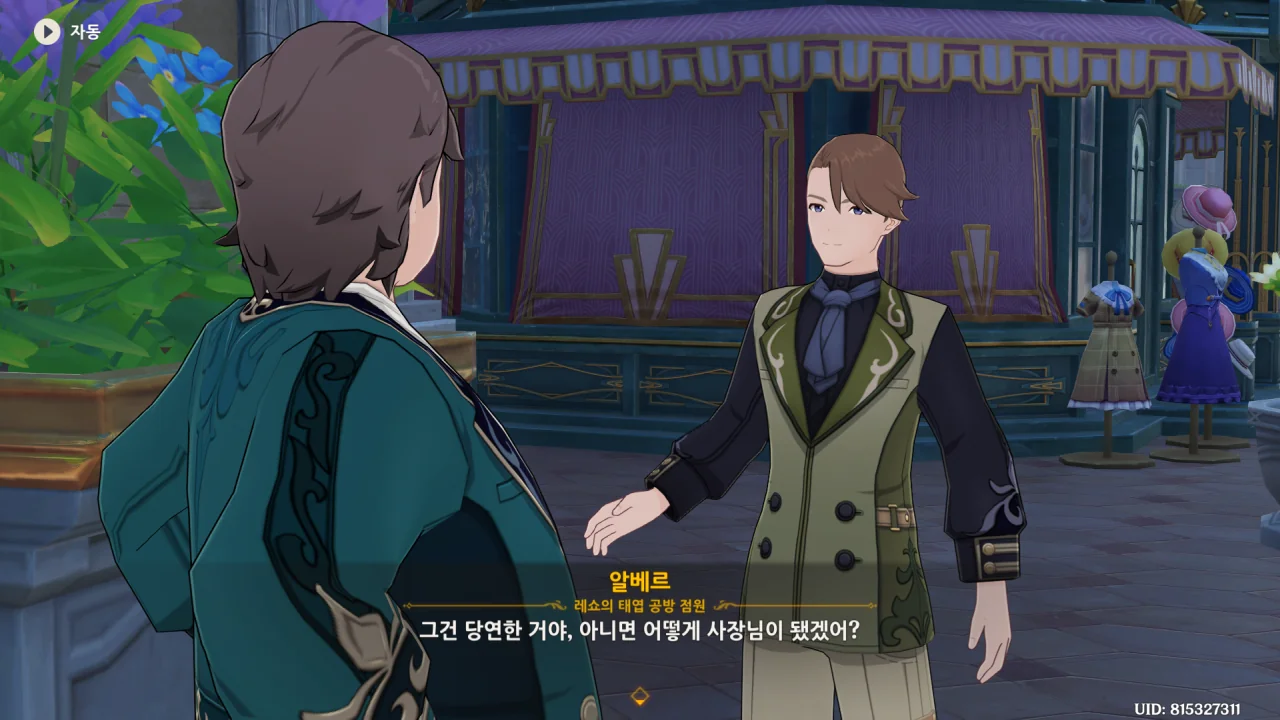 자동
알베르
레쇼의 태엽 공방 점원
그건 당연한 거야, 아니면 어떻게 사장님이 됐겠어?
UID: 815327311